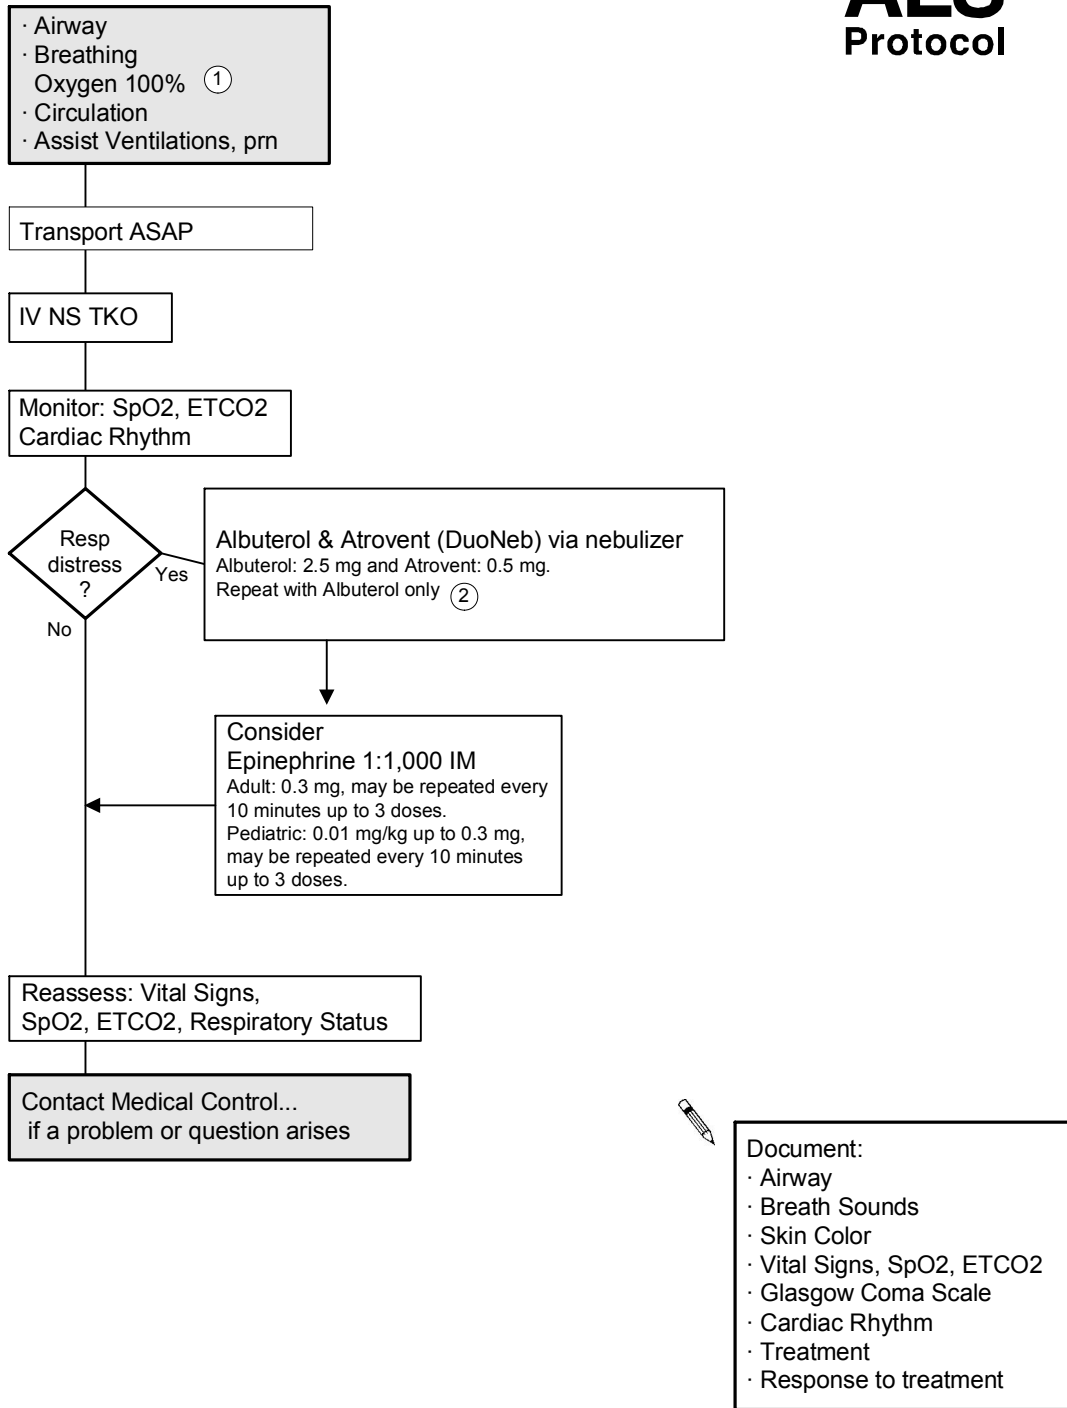 ALS
Protocol
· Airway
· Breathing
Oxygen 100% ①
· Circulation
· Assist Ventilations, prn
Transport ASAP
IV NS TKO
Monitor: SpO2, ETCO2
Cardiac Rhythm
Resp
distress
?
Yes
No
Albuterol & Atrovent (DuoNeb) via nebulizer
Albuterol: 2.5 mg and Atrovent: 0.5 mg.
Repeat with Albuterol only ②
Consider
Epinephrine 1:1,000 IM
Adult: 0.3 mg, may be repeated every
10 minutes up to 3 doses.
Pediatric: 0.01 mg/kg up to 0.3 mg,
may be repeated every 10 minutes
up to 3 doses.
Reassess: Vital Signs,
SpO2, ETCO2, Respiratory Status
Contact Medical Control...
if a problem or question arises
Document:
· Airway
· Breath Sounds
· Skin Color
· Vital Signs, SpO2, ETCO2
· Glasgow Coma Scale
· Cardiac Rhythm
· Treatment
· Response to treatment